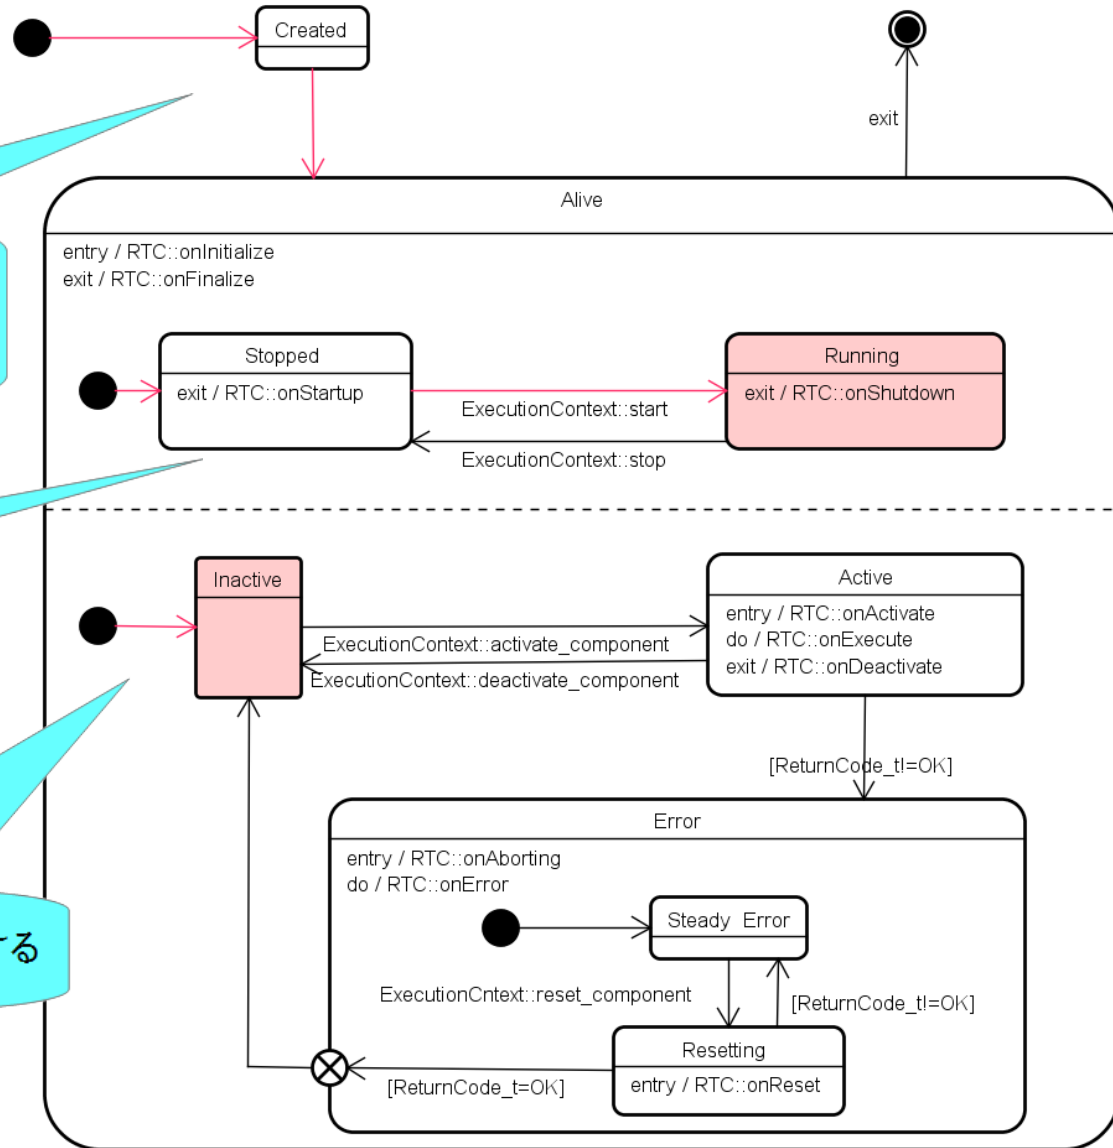 Created
exit
Alive
entry / RTC::onInitialize
exit / RTC::onFinalize
Stopped
exit / RTC::onStartup
Running
exit / RTC::onShutdown
ExecutionContext::start
ExecutionContext::stop
Inactive
Active
entry / RTC::onActivate
do / RTC::onExecute
exit / RTC::onDeactivate
ExecutionContext::activate_component
ExecutionContext::deactivate_component
[ReturnCode_t!=OK]
Error
entry / RTC::onAborting
do / RTC::onError
Steady Error
る
ExecutionCntext::reset_component
[ReturnCode_t!=OK]
Resetting
entry / RTC::onReset
[ReturnCode_t=OK]